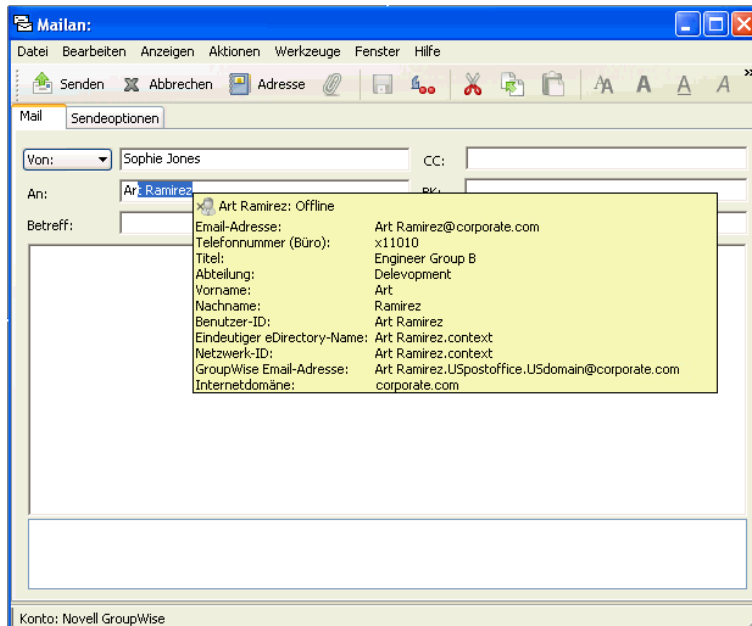 Mailan:
Datei Bearbeiten Anzeigen Aktionen Werkzeuge Fenster Hilfe
Senden Abbrechen Adresse
Mail Sendeoptionen
Von: Sophie Jones CC:
An: Art Ramirez BK:
Betreff:
Art Ramirez: Offline
Email-Adresse: Art Ramirez@corporate.com
Telefonnummer (Büro): x11010
Titel: Engineer Group B
Abteilung: Delevopment
Vorname: Art
Nachname: Ramirez
Benutzer-ID: Art Ramirez
Eindeutiger eDirectory-Name: Art Ramirez.context
Netzwerk-ID: Art Ramirez.context
GroupWise Email-Adresse: Art Ramirez.USpostoffice.USdomain@corporate.com
Internetdomäne: corporate.com
Konto: Novell GroupWise